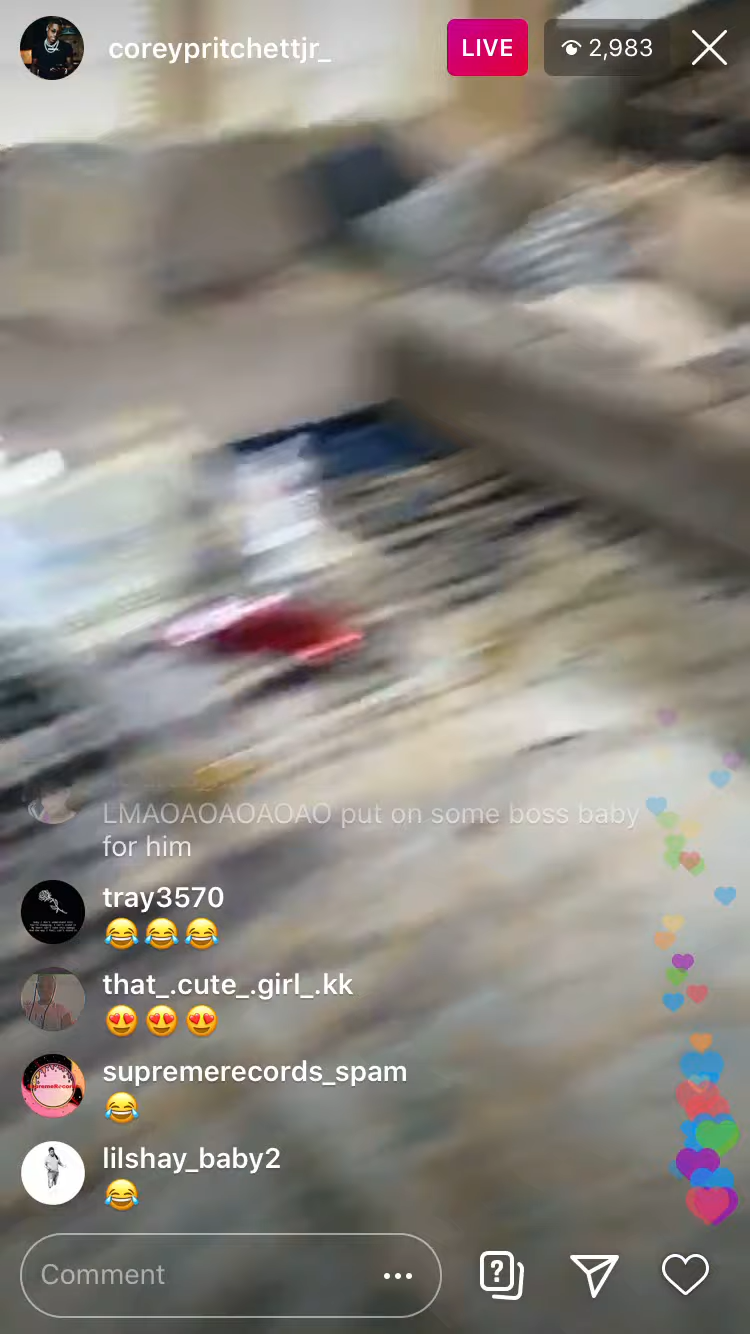 coreypritchettjr_
LIVE
2,983
LMAOAOAOAOAO put on some boss baby
for him
tray3570
😂😂😂
that_.cute_.girl_.kk
😍😍😍
supremerecords_spam
😂
lilshay_baby2
😂
Comment